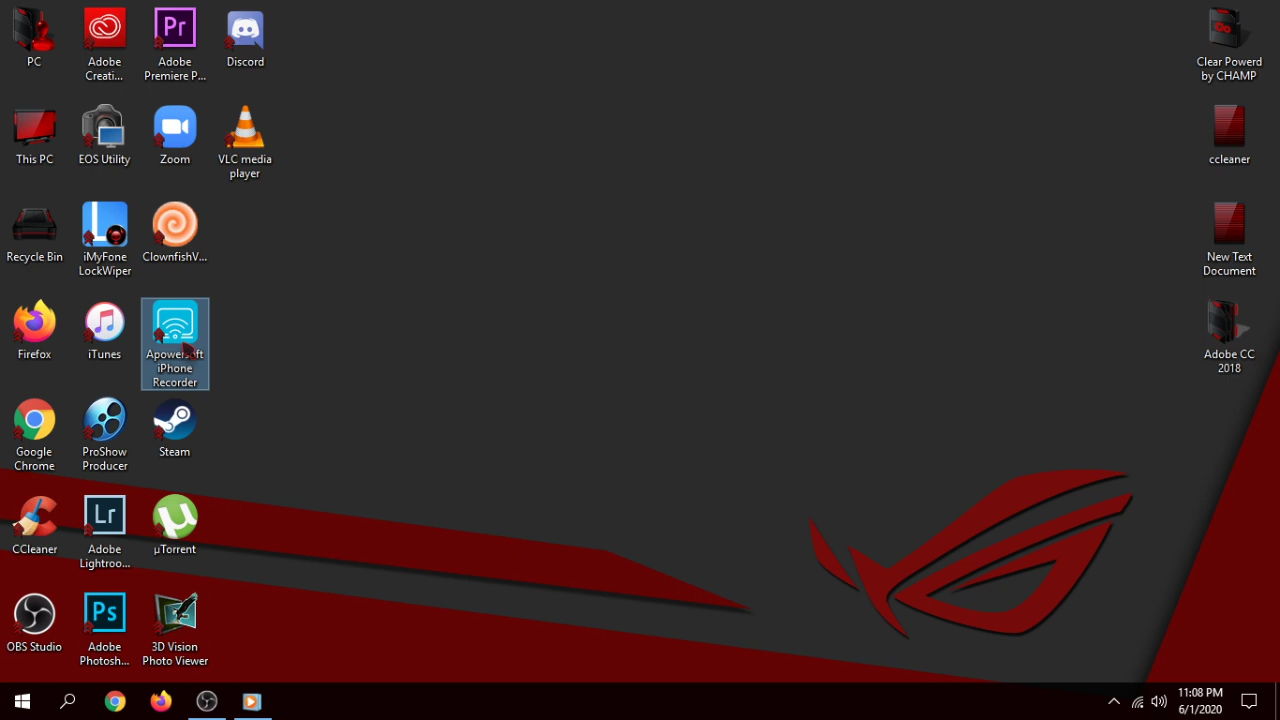 PC
Adobe
Creati...
Adobe
Premiere P...
Discord
Clear Powerd
by CHAMP
This PC
EOS Utility
Zoom
VLC media
player
ccleaner
Recycle Bin
iMyFone
LockWiper
ClownfishV...
New Text
Document
Firefox
iTunes
Apowersoft
iPhone
Recorder
Adobe CC
2018
Google
Chrome
ProShow
Producer
Steam
CCleaner
Lr
Adobe
Lightroo...
µTorrent
OBS Studio
Ps
Adobe
Photosh...
3D Vision
Photo Viewer
Pr
11:08 PM
6/1/2020